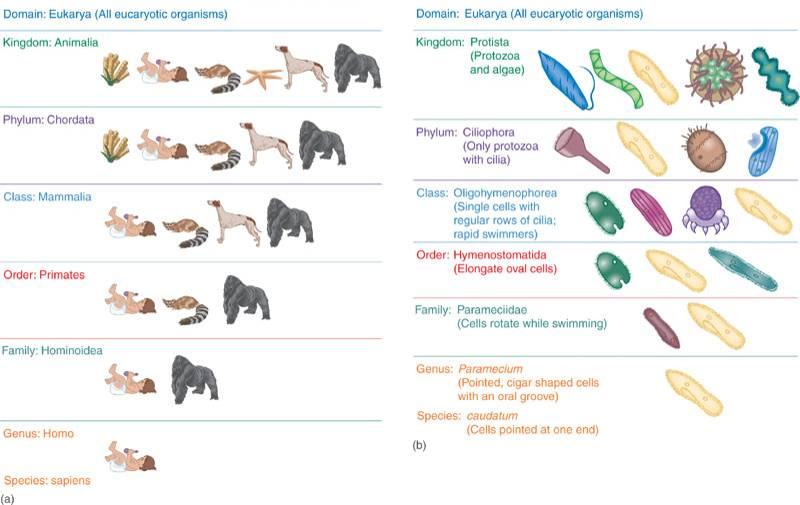 Domain: Eukarya (All eucaryotic organisms)
Kingdom: Animalia
Phylum: Chordata
Class: Mammalia
Order: Primates
Family: Hominoidea
Genus: Homo
Species: sapiens
(a)
Domain: Eukarya (All eucaryotic organisms)
Kingdom: Protista
(Protozoa
and algae)
Phylum: Ciliophora
(Only protozoa
with cilia)
Class: Oligohymenophorea
(Single cells with
regular rows of cilia;
rapid swimmers)
Order: Hymenostomatida
(Elongate oval cells)
Family: Parameciidae
(Cells rotate while swimming)
Genus: Paramecium
(Pointed, cigar shaped cells
with an oral groove)
Species: caudatum
(Cells pointed at one end)
(b)